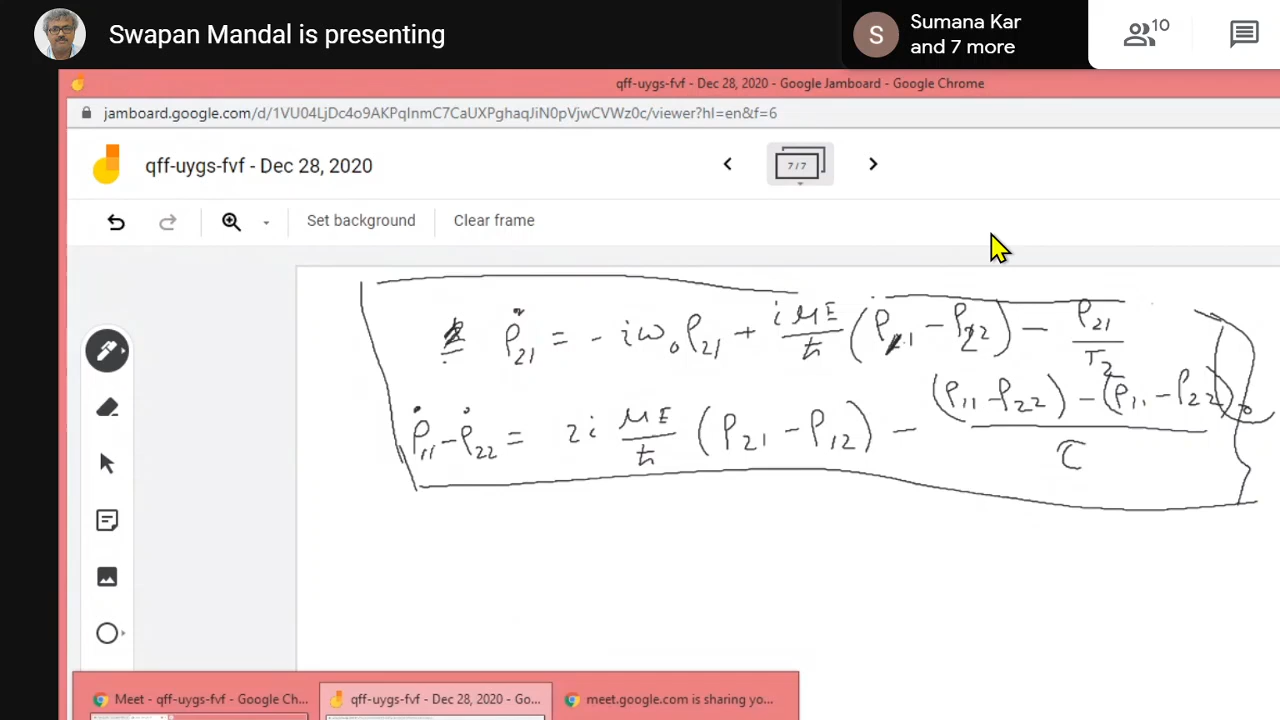 Swapan Mandal is presenting
S
Sumana Kar
and 7 more
10
qff-uygs-fvf - Dec 28, 2020 - Google Jamboard - Google Chrome
jamboard.google.com/d/1VU04LjDc4o9AKPqInmC7CaUXPghaqJiN0pVjwCVWz0c/viewer?hl=en&f=6
qff-uygs-fvf - Dec 28, 2020
7/7
Set background
Clear frame
ρ̇₂₁ = - iω₀ρ₂₁ + iμE/ħ (ρ₁₁ - ρ₂₂) - ρ₂₁/T₂
ρ̇₁₁ - ρ̇₂₂ = 2i μE/ħ (ρ₂₁ - ρ₁₂) - ((ρ₁₁ - ρ₂₂) - (ρ₁₁ - ρ₂₂)₀)/τ
Meet - qff-uygs-fvf - Google Ch...
qff-uygs-fvf - Dec 28, 2020 - Go...
meet.google.com is sharing yo...